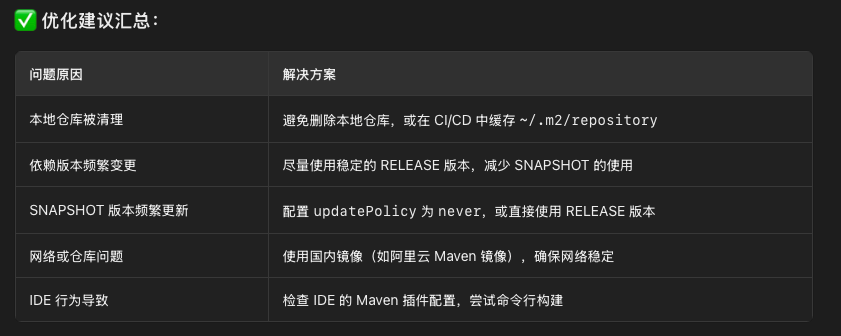 ✅ 优化建议汇总：
问题原因 解决方案
本地仓库被清理 避免删除本地仓库，或在 CI/CD 中缓存 ~/.m2/repository
依赖版本频繁变更 尽量使用稳定的 RELEASE 版本，减少 SNAPSHOT 的使用
SNAPSHOT 版本频繁更新 配置 updatePolicy 为 never，或直接使用 RELEASE 版本
网络或仓库问题 使用国内镜像（如阿里云 Maven 镜像），确保网络稳定
IDE 行为导致 检查 IDE 的 Maven 插件配置，尝试命令行构建